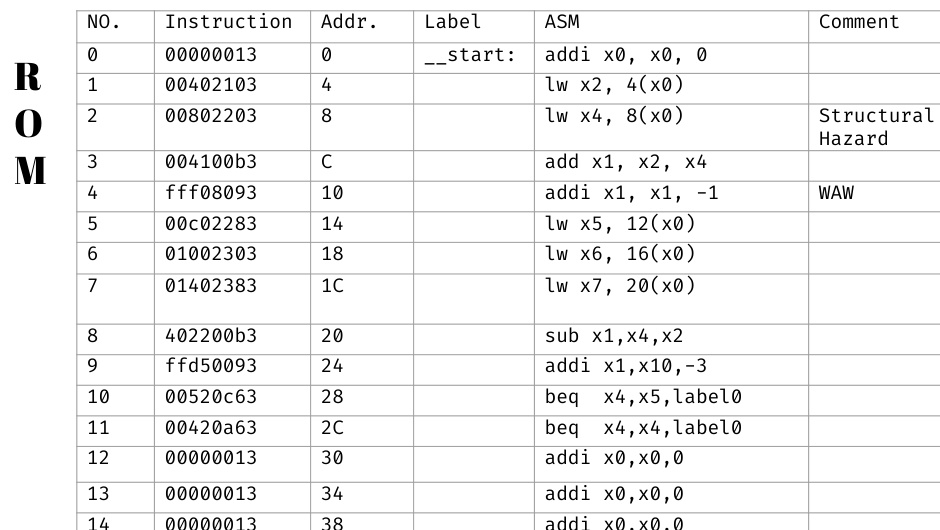 ROM
NO. Instruction Addr. Label ASM Comment
0 00000013 0 __start: addi x0, x0, 0
1 00402103 4 lw x2, 4(x0)
2 00802203 8 lw x4, 8(x0) Structural
Hazard
3 004100b3 C add x1, x2, x4
4 fff08093 10 addi x1, x1, -1 WAW
5 00c02283 14 lw x5, 12(x0)
6 01002303 18 lw x6, 16(x0)
7 01402383 1C lw x7, 20(x0)
8 402200b3 20 sub x1,x4,x2
9 ffd50093 24 addi x1,x10,-3
10 00520c63 28 beq x4,x5,label0
11 00420a63 2C beq x4,x4,label0
12 00000013 30 addi x0,x0,0
13 00000013 34 addi x0,x0,0
14 00000013 38 addi x0,x0,0